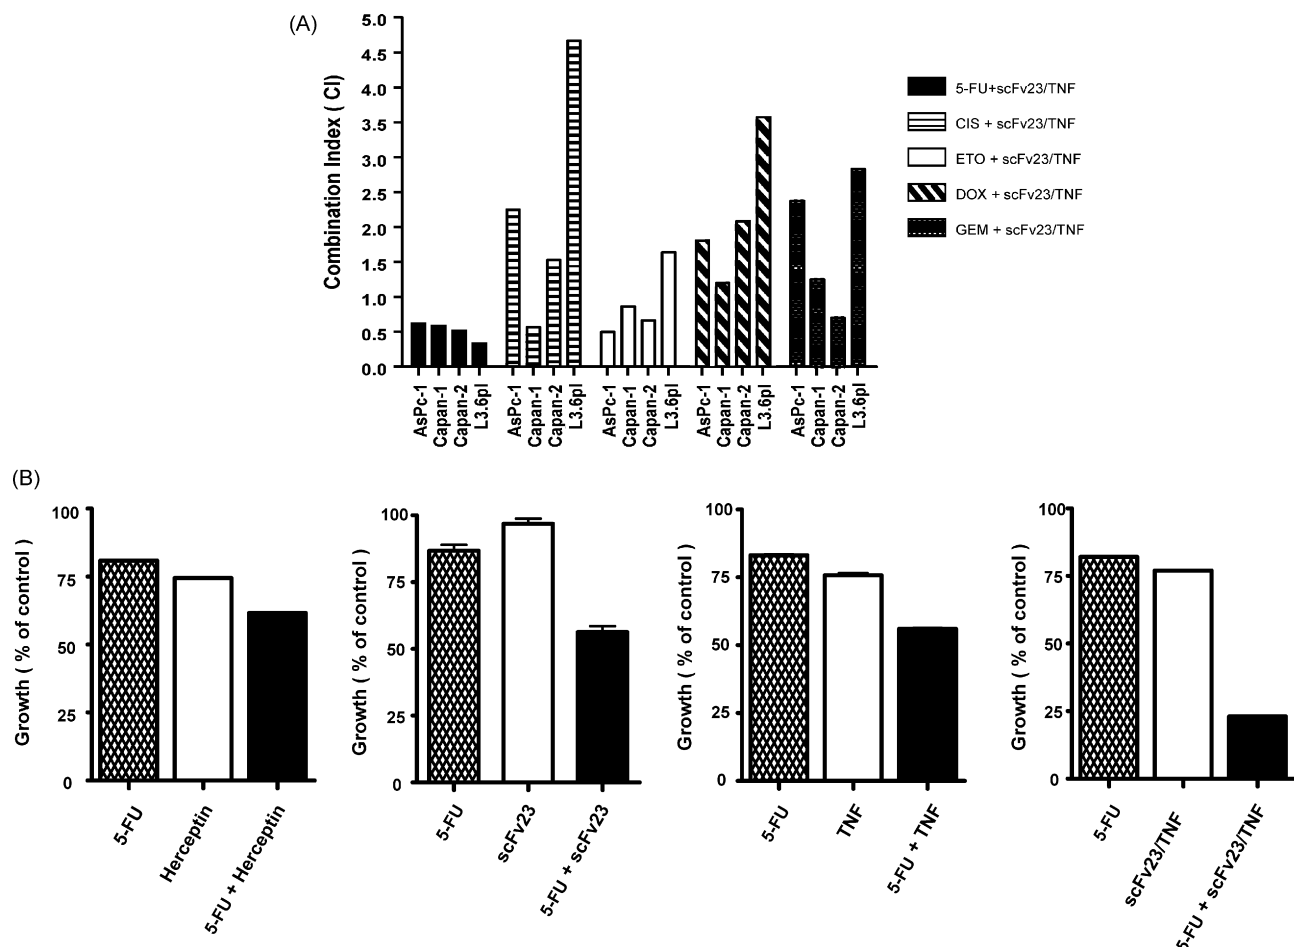 (A)
Combination Index ( CI)
5.0
4.5
4.0
3.5
3.0
2.5
2.0
1.5
1.0
0.5
0.0
AsPc-1
Capan-1
Capan-2
L3.6pl
AsPc-1
Capan-1
Capan-2
L3.6pl
AsPc-1
Capan-1
Capan-2
L3.6pl
AsPc-1
Capan-1
Capan-2
L3.6pl
AsPc-1
Capan-1
Capan-2
L3.6pl
5-FU+scFv23/TNF
CIS + scFv23/TNF
ETO + scFv23/TNF
DOX + scFv23/TNF
GEM + scFv23/TNF
(B)
Growth ( % of control )
100
75
50
25
0
5-FU
Herceptin
5-FU + Herceptin
Growth ( % of control )
100
75
50
25
0
5-FU
scFv23
5-FU + scFv23
Growth ( % of control )
100
75
50
25
0
5-FU
TNF
5-FU + TNF
Growth ( % of control )
100
75
50
25
0
5-FU
scFv23/TNF
5-FU + scFv23/TNF